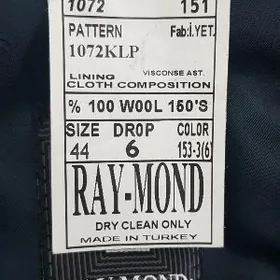 1072 151
PATTERN Fab:İ.YET.
1072KLP
LINING VISCONSE AST.
CLOTH COMPOSITION
% 100 WOOL 150'S
SIZE DROP COLOR
44 6 153-3(6)
RAY-MOND
DRY CLEAN ONLY
MADE IN TURKEY